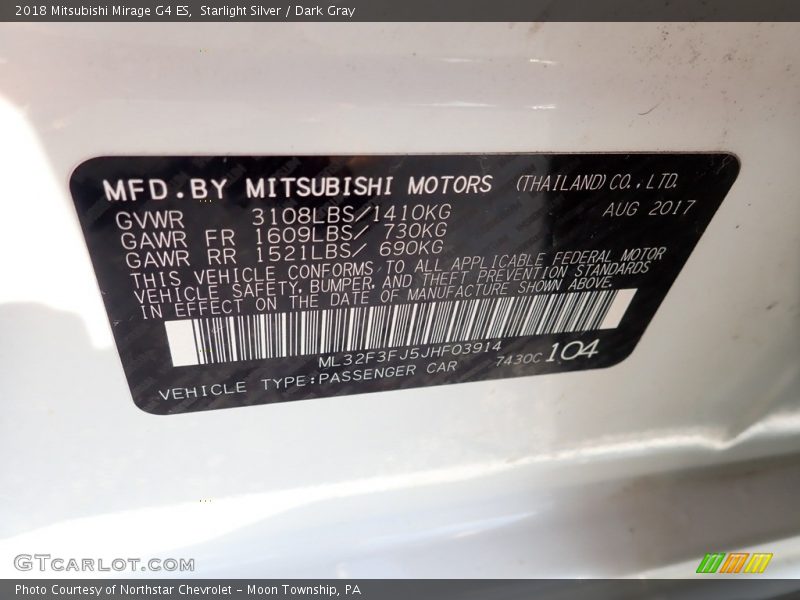 2018 Mitsubishi Mirage G4 ES, Starlight Silver / Dark Gray
MFD.BY MITSUBISHI MOTORS (THAILAND) CO., LTD.
GVWR 3108LBS/1410KG AUG 2017
GAWR FR 1609LBS/ 730KG
GAWR RR 1521LBS/ 690KG
THIS VEHICLE CONFORMS TO ALL APPLICABLE FEDERAL MOTOR
VEHICLE SAFETY, BUMPER, AND THEFT PREVENTION STANDARDS
IN EFFECT ON THE DATE OF MANUFACTURE SHOWN ABOVE.
ML32F3FJ5JHF03914
VEHICLE TYPE:PASSENGER CAR 7430C 104
GTCARLOT.COM
Photo Courtesy of Northstar Chevrolet - Moon Township, PA